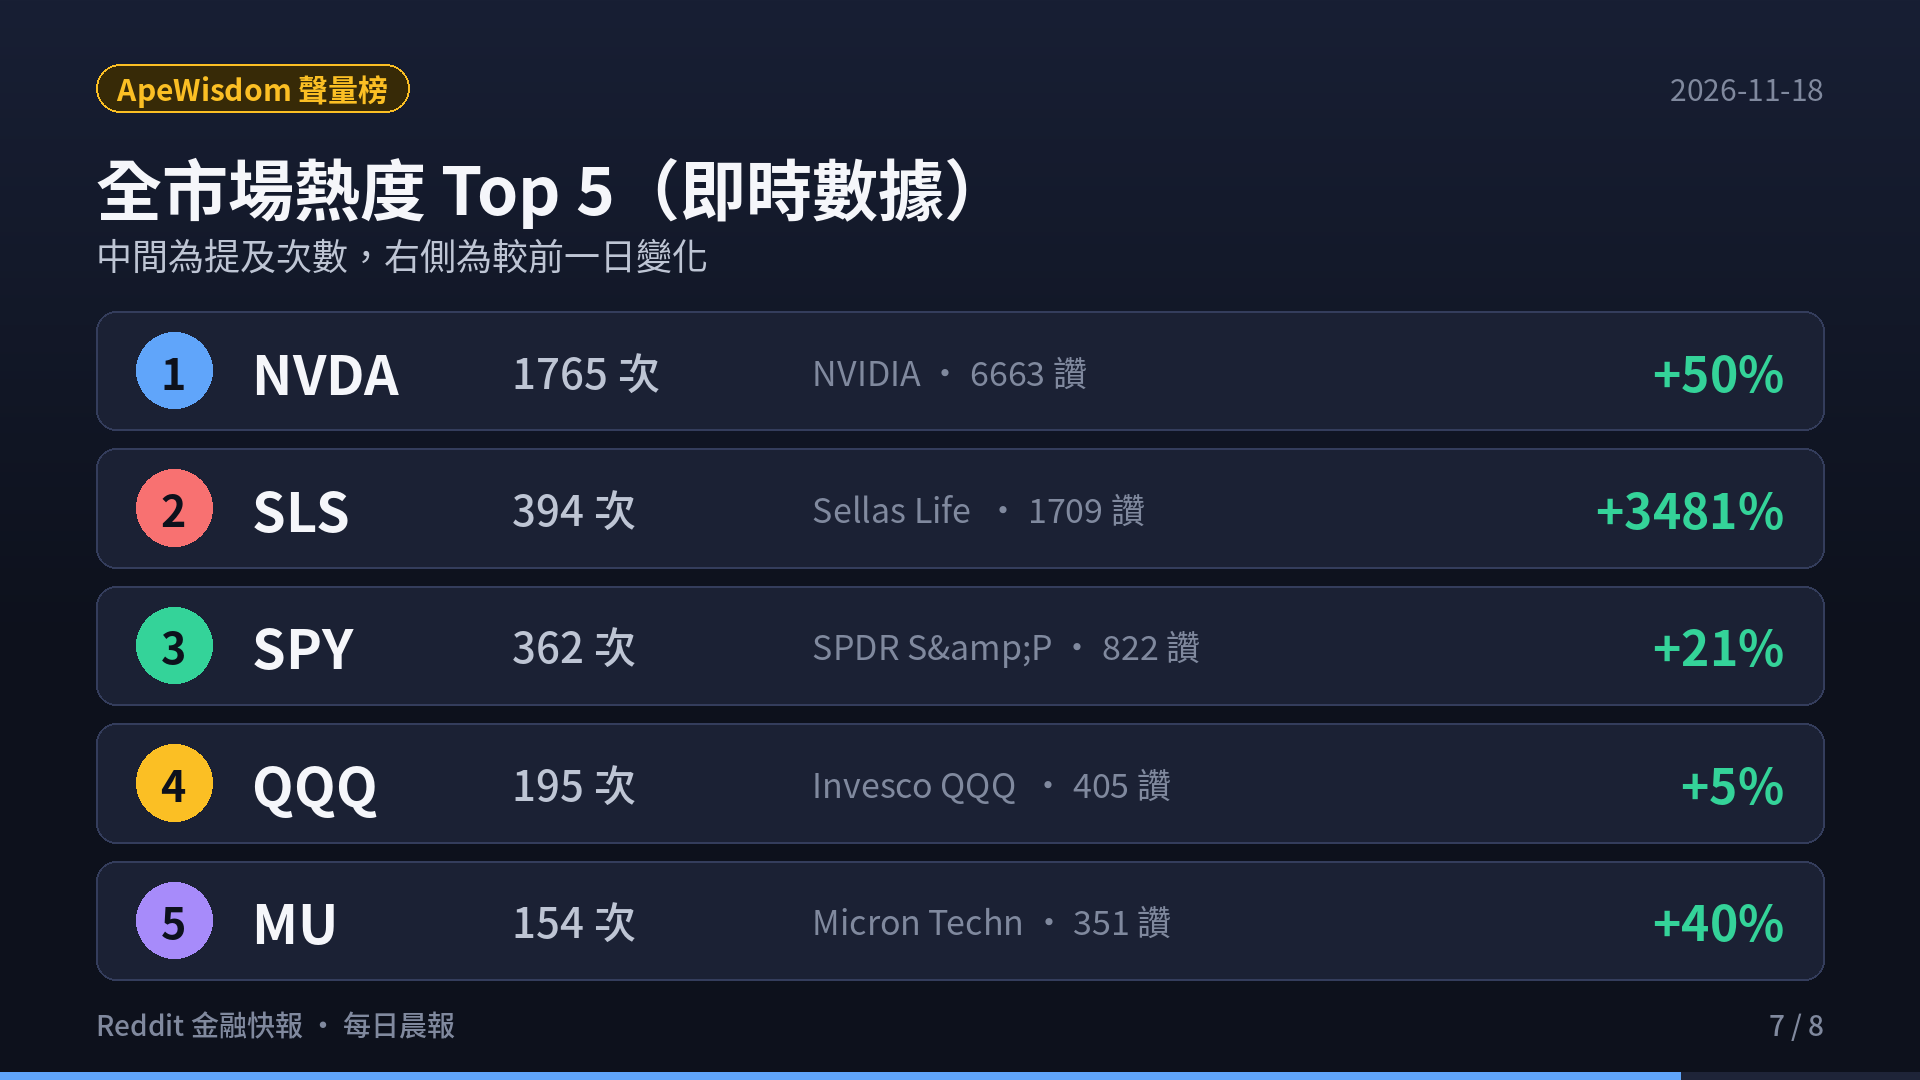 ApeWisdom 聲量榜
2026-11-18
全市場熱度 Top 5（即時數據）
中間為提及次數，右側為較前一日變化
1 NVDA 1765 次 NVIDIA · 6663 讚 +50%
2 SLS 394 次 Sellas Life · 1709 讚 +3481%
3 SPY 362 次 SPDR S&amp;P · 822 讚 +21%
4 QQQ 195 次 Invesco QQQ · 405 讚 +5%
5 MU 154 次 Micron Techn · 351 讚 +40%
Reddit 金融快報 · 每日晨報
7 / 8